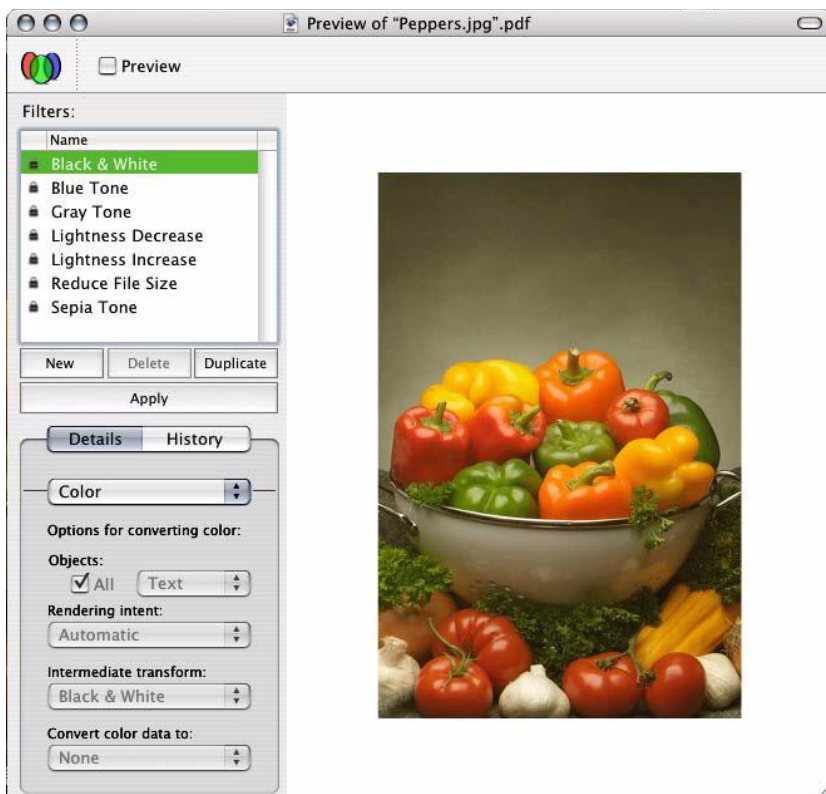 Preview of “Peppers.jpg”.pdf
Preview
Filters:
Name
Black & White
Blue Tone
Gray Tone
Lightness Decrease
Lightness Increase
Reduce File Size
Sepia Tone
New Delete Duplicate
Apply
Details History
Color
Options for converting color:
Objects:
All Text
Rendering intent:
Automatic
Intermediate transform:
Black & White
Convert color data to:
None